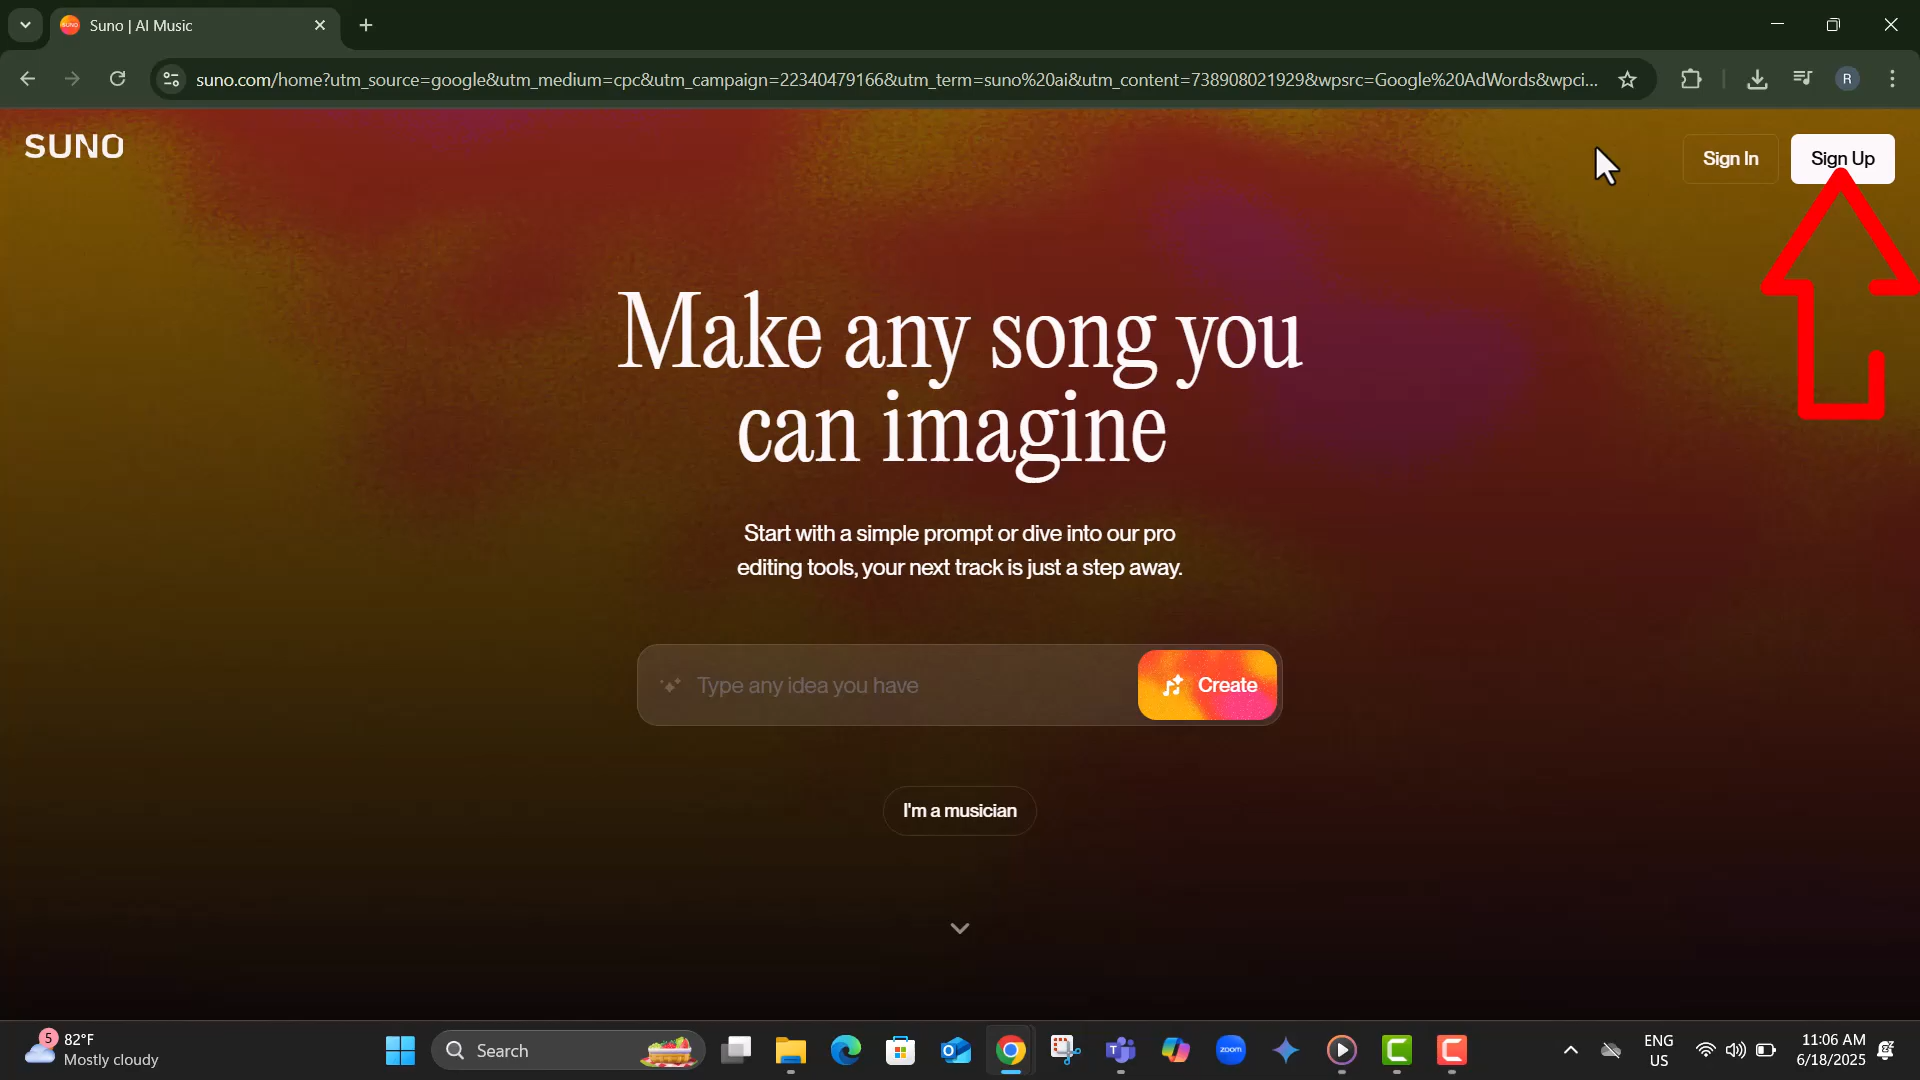 Suno | AI Music
suno.com/home?utm_source=google&utm_medium=cpc&utm_campaign=22340479166&utm_term=suno%20ai&utm_content=738908021929&wpsrc=Google%20AdWords&wpci...
R
SUNO
Sign In
Sign Up
Make any song you
can imagine
Start with a simple prompt or dive into our pro
editing tools, your next track is just a step away.
Type any idea you have
Create
I'm a musician
5
82°F
Mostly cloudy
Search
zoom
ENG
US
11:06 AM
6/18/2025